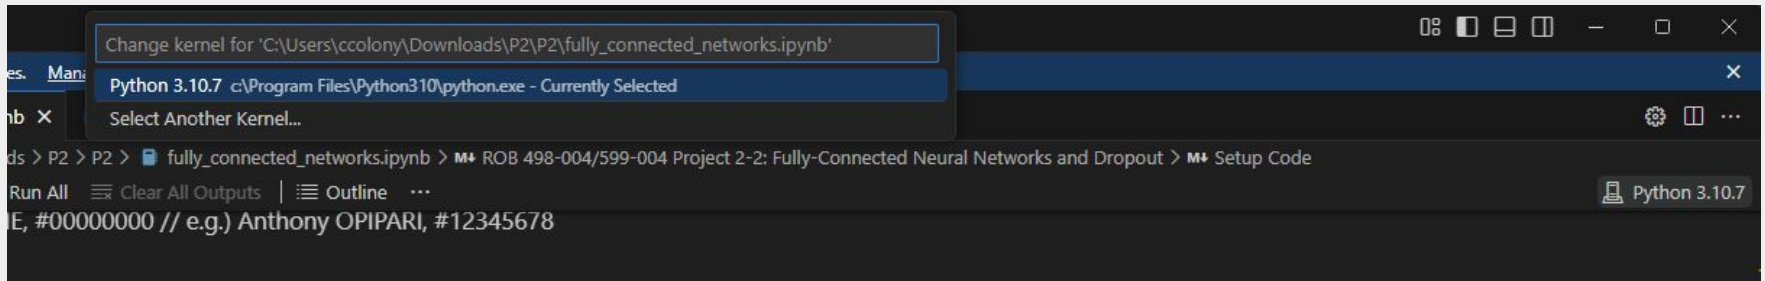 Change kernel for 'C:\Users\ccolony\Downloads\P2\P2\fully_connected_networks.ipynb'
es. Mana
Python 3.10.7 c:\Program Files\Python310\python.exe - Currently Selected
nb
Select Another Kernel...
ds > P2 > P2 > fully_connected_networks.ipynb > M↓ ROB 498-004/599-004 Project 2-2: Fully-Connected Neural Networks and Dropout > M↓ Setup Code
Run All Clear All Outputs | Outline ··· Python 3.10.7
E, #00000000 // e.g.) Anthony OPIPARI, #12345678